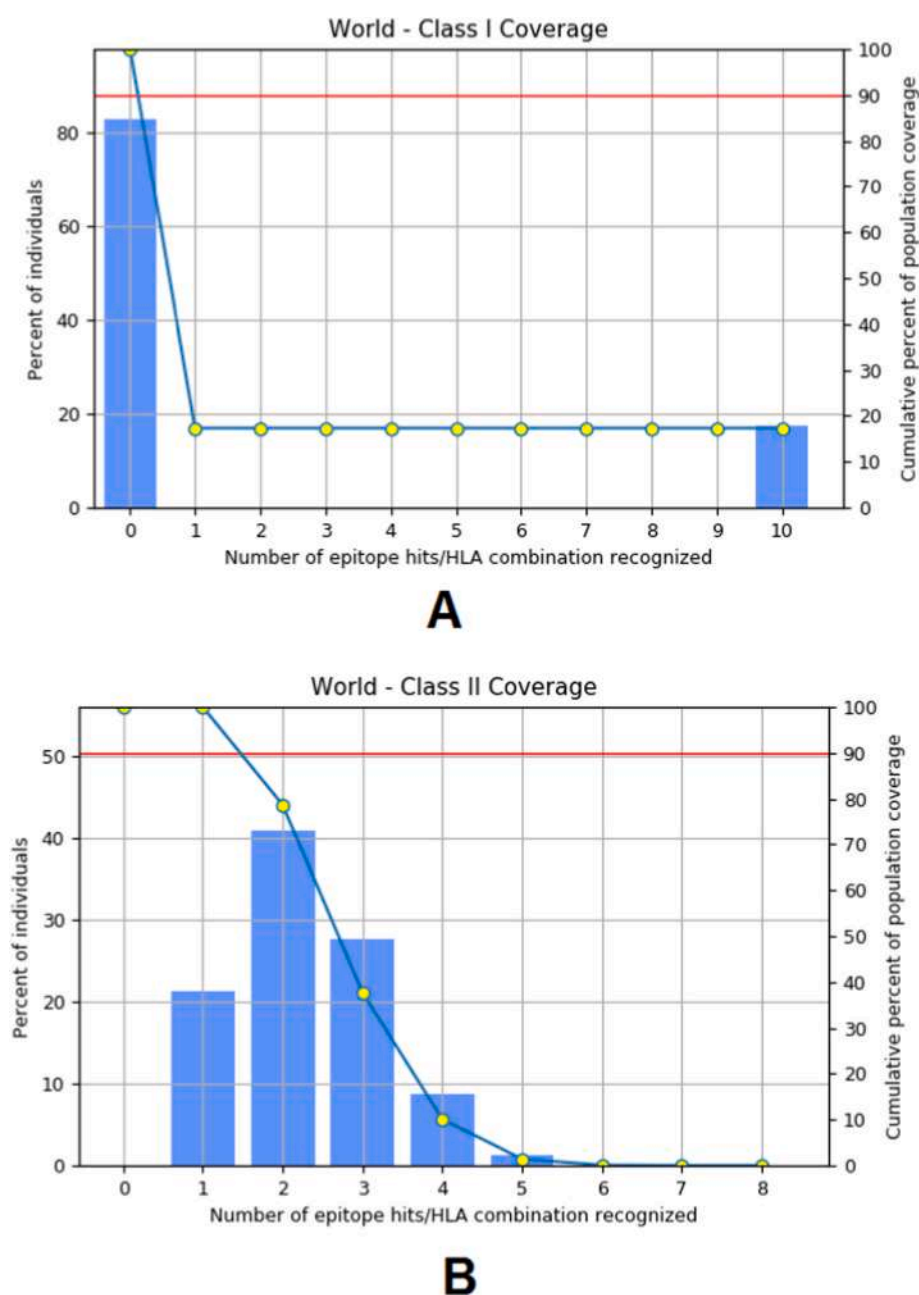 World - Class I Coverage
Percent of individuals
80
60
40
20
0
100
90
80
70
60
50
40
30
20
10
0
Cumulative percent of population coverage
0 1 2 3 4 5 6 7 8 9 10
Number of epitope hits/HLA combination recognized
A
World - Class II Coverage
Percent of individuals
50
40
30
20
10
0
100
90
80
70
60
50
40
30
20
10
0
Cumulative percent of population coverage
0 1 2 3 4 5 6 7 8
Number of epitope hits/HLA combination recognized
B